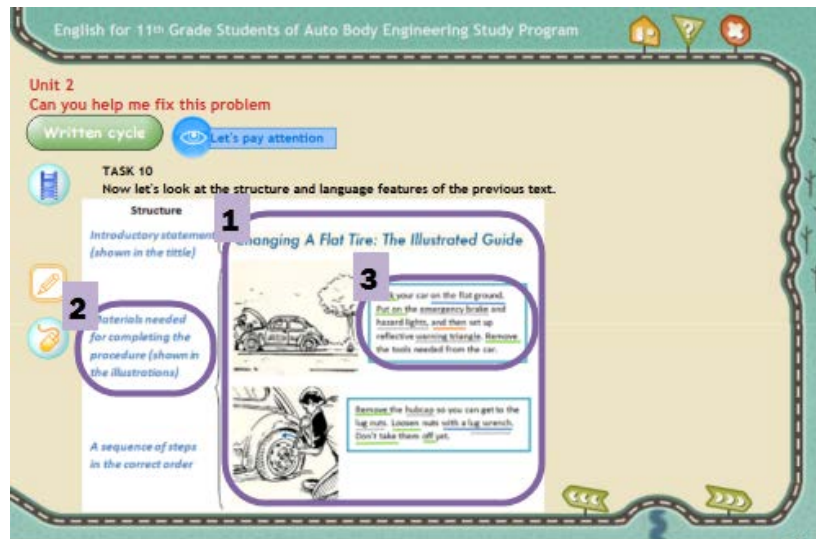 English for 11th Grade Students of Auto Body Engineering Study Program
Unit 2
Can you help me fix this problem
Written cycle
Let's pay attention
TASK 10
Now let's look at the structure and language features of the previous text.
Structure
1
Introductory statement
(shown in the tittle)
hanging A Flat Tire: The Illustrated Guide
3
your car on the flat ground.
Put on the emergency brake and
hazard lights, and then set up
reflective warning triangle. Remove
the tools needed from the car.
2
Materials needed
for completing the
procedure (shown in
the illustrations)
Remove the hubcap so you can get to the
lug nuts. Loosen nuts with a lug wrench.
Don't take them off yet.
A sequence of steps
in the correct order